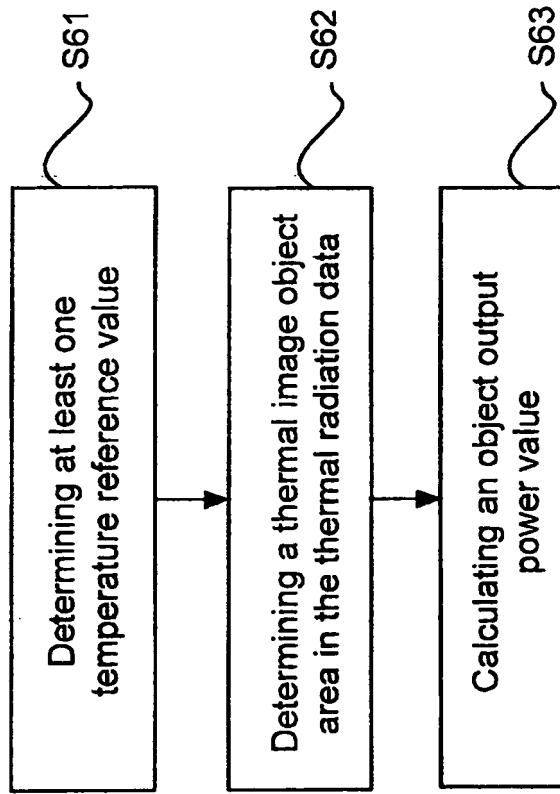 Determining at least one
temperature reference value
S61
Determining a thermal image object
area in the thermal radiation data
S62
Calculating an object output
power value
S63